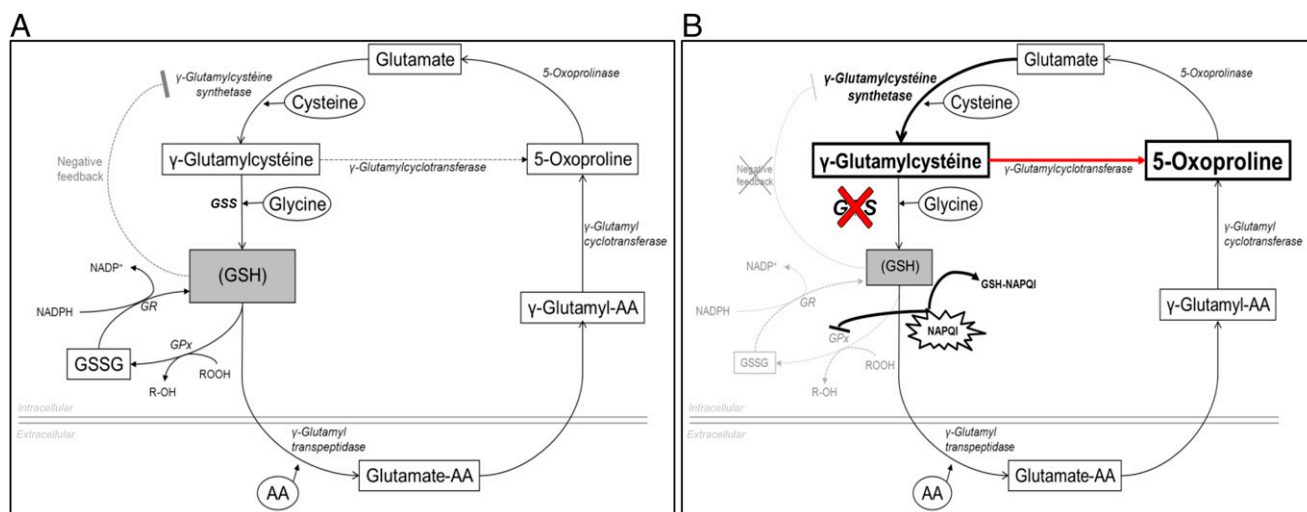 A
Glutamate
γ-Glutamylcystéine
synthetase
5-Oxoprolinase
Cysteine
Negative
feedback
γ-Glutamylcystéine
γ-Glutamylcyclotransferase
5-Oxoproline
GSS
Glycine
γ-Glutamyl
cyclotransferase
(GSH)
NADP+
NADPH
GR
γ-Glutamyl-AA
GPx
GSSG
ROOH
R-OH
Intracellular
Extracellular
γ-Glutamyl
transpeptidase
AA
Glutamate-AA
B
Glutamate
γ-Glutamylcystéine
synthetase
5-Oxoprolinase
Cysteine
Negative
feedback
γ-Glutamylcystéine
γ-Glutamylcyclotransferase
5-Oxoproline
G S
Glycine
γ-Glutamyl
cyclotransferase
(GSH)
NADP+
GSH-NAPQI
NADPH
GR
γ-Glutamyl-AA
NAPQI
GPx
GSSG
ROOH
R-OH
Intracellular
Extracellular
γ-Glutamyl
transpeptidase
AA
Glutamate-AA